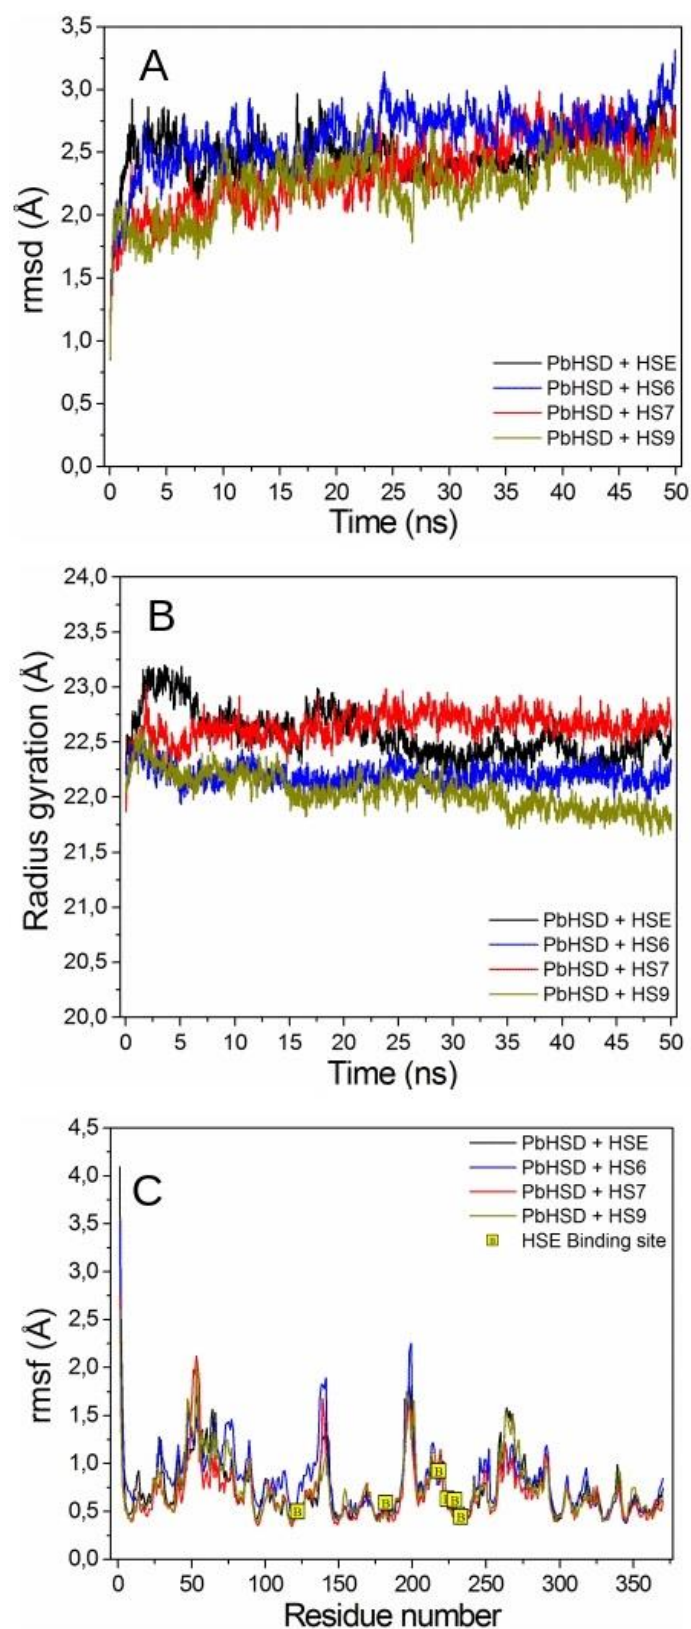 3,5
A
3,0
2,5
2,0
1,5
1,0
0,5
0,0
rmsd (Å)
PbHSD + HSE
PbHSD + HS6
PbHSD + HS7
PbHSD + HS9
0 5 10 15 20 25 30 35 40 45 50
Time (ns)
24,0
B
23,5
23,0
22,5
22,0
21,5
21,0
20,5
20,0
Radius gyration (Å)
PbHSD + HSE
PbHSD + HS6
PbHSD + HS7
PbHSD + HS9
0 5 10 15 20 25 30 35 40 45 50
Time (ns)
4,5
C
4,0
3,5
3,0
2,5
2,0
1,5
1,0
0,5
0,0
rmsf (Å)
PbHSD + HSE
PbHSD + HS6
PbHSD + HS7
PbHSD + HS9
B HSE Binding site
B
B
B
B
B
B
0 50 100 150 200 250 300 350
Residue number